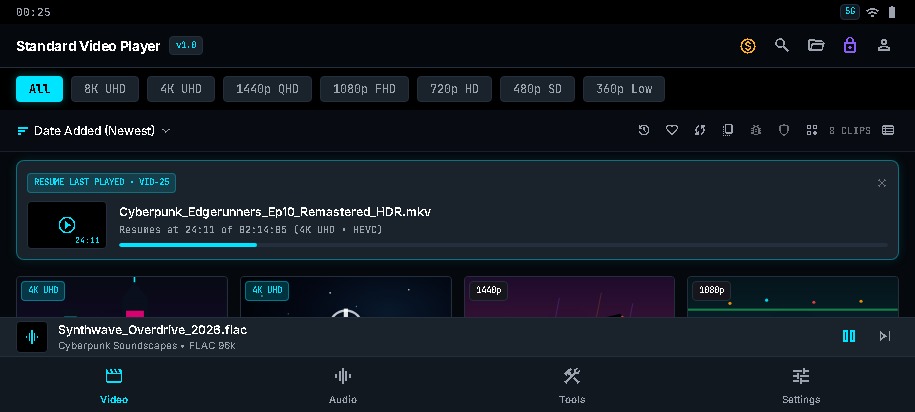 00:25
5G
Standard Video Player v1.0
All 8K UHD 4K UHD 1440p QHD 1080p FHD 720p HD 480p SD 360p Low
Date Added (Newest)
8 CLIPS
RESUME LAST PLAYED • VID-25
Cyberpunk_Edgerunners_Ep10_Remastered_HDR.mkv
Resumes at 24:11 of 02:14:05 (4K UHD • HEVC)
24:11
4K UHD 4K UHD 1440p 1080p
Synthwave_Overdrive_2026.flac
Cyberpunk Soundscapes • FLAC 96k
Video Audio Tools Settings